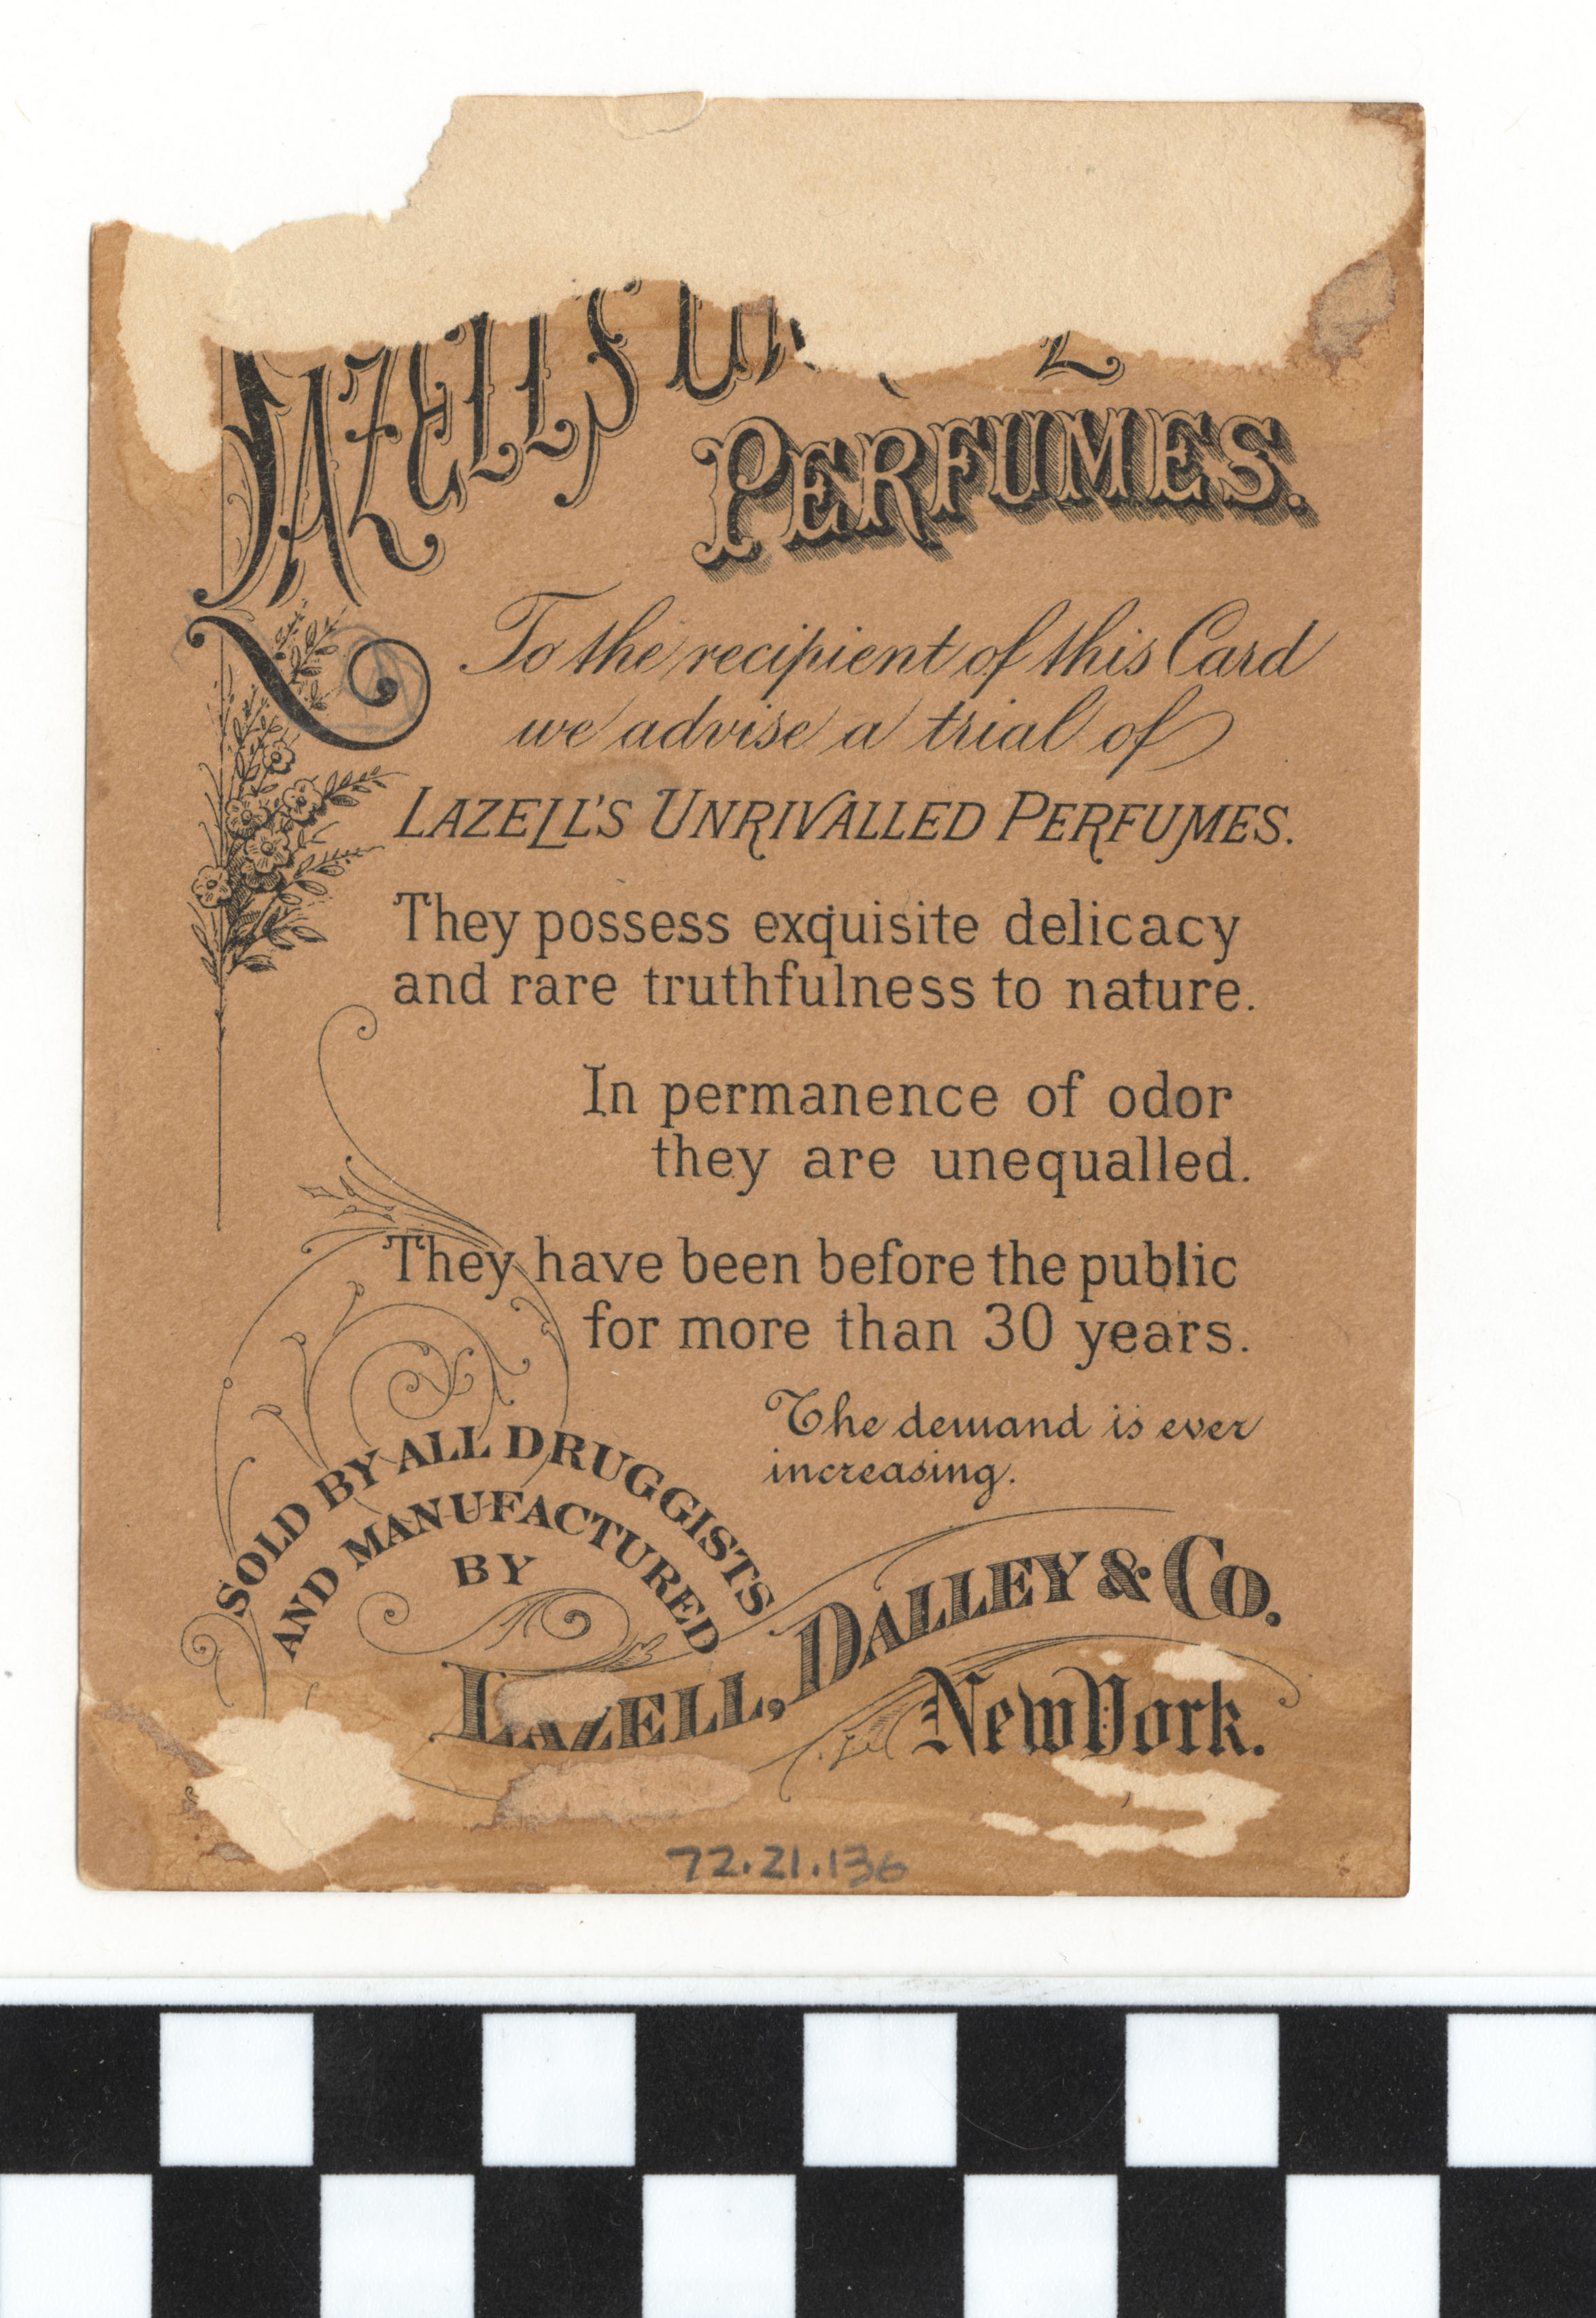 LAZELL'S
PERFUMES.
To the recipient of this Card
we advise a trial of
LAZELL'S UNRIVALLED PERFUMES.
They possess exquisite delicacy
and rare truthfulness to nature.
In permanence of odor
they are unequalled.
They have been before the public
for more than 30 years.
The demand is ever
increasing.
SOLD BY ALL DRUGGISTS
AND MANUFACTURED
BY
LAZELL, DALLEY & CO.
New York.
72.21.136